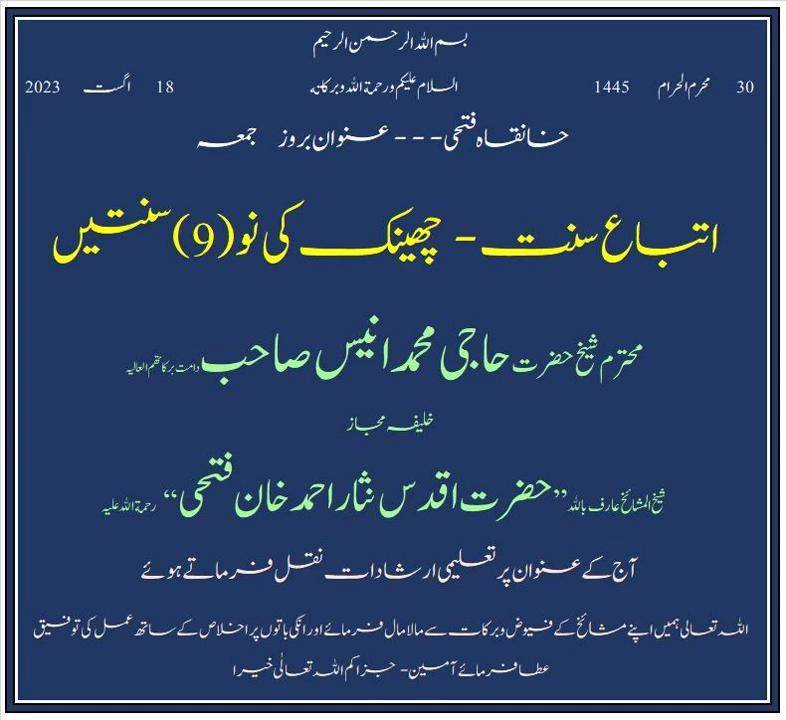 بسم اللہ الرحمن الرحیم
30 محرم الحرام 1445 السلام علیکم ورحمۃ اللہ وبرکاتہ 18 اگست 2023
خانقاہ فتحی - - - عنوان بروز جمعہ
اتباع سنت - چھینک کی نو (9) سنتیں
محترم شیخ حضرت حاجی محمد انیس صاحب دامت برکاتھم العالیہ
خلیفہ مجاز
شیخ المشائخ عارف باللہ ”حضرت اقدس نثار احمد خان فتحی“ رحمۃ اللہ علیہ
آج کے عنوان پر تعلیمی ارشادات نقل فرماتے ہوئے
اللہ تعالی ہمیں اپنے مشائخ کے فیوض و برکات سے مالا مال فرمائے اور انکی باتوں پر اخلاص کے ساتھ عمل کی توفیق
عطا فرمائے آمین - جزاکم اللہ تعالٰی خیرا